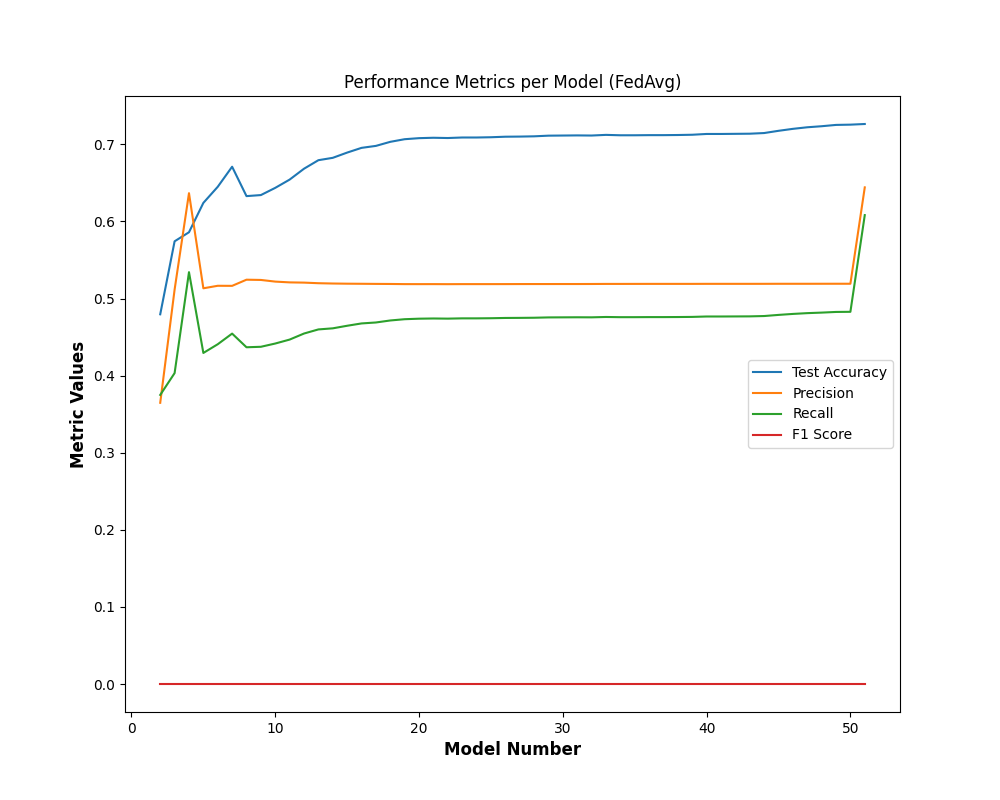 Performance Metrics per Model (FedAvg)
Metric Values
0.7
0.6
0.5
0.4
0.3
0.2
0.1
0.0
Test Accuracy
Precision
Recall
F1 Score
0 10 20 30 40 50
Model Number